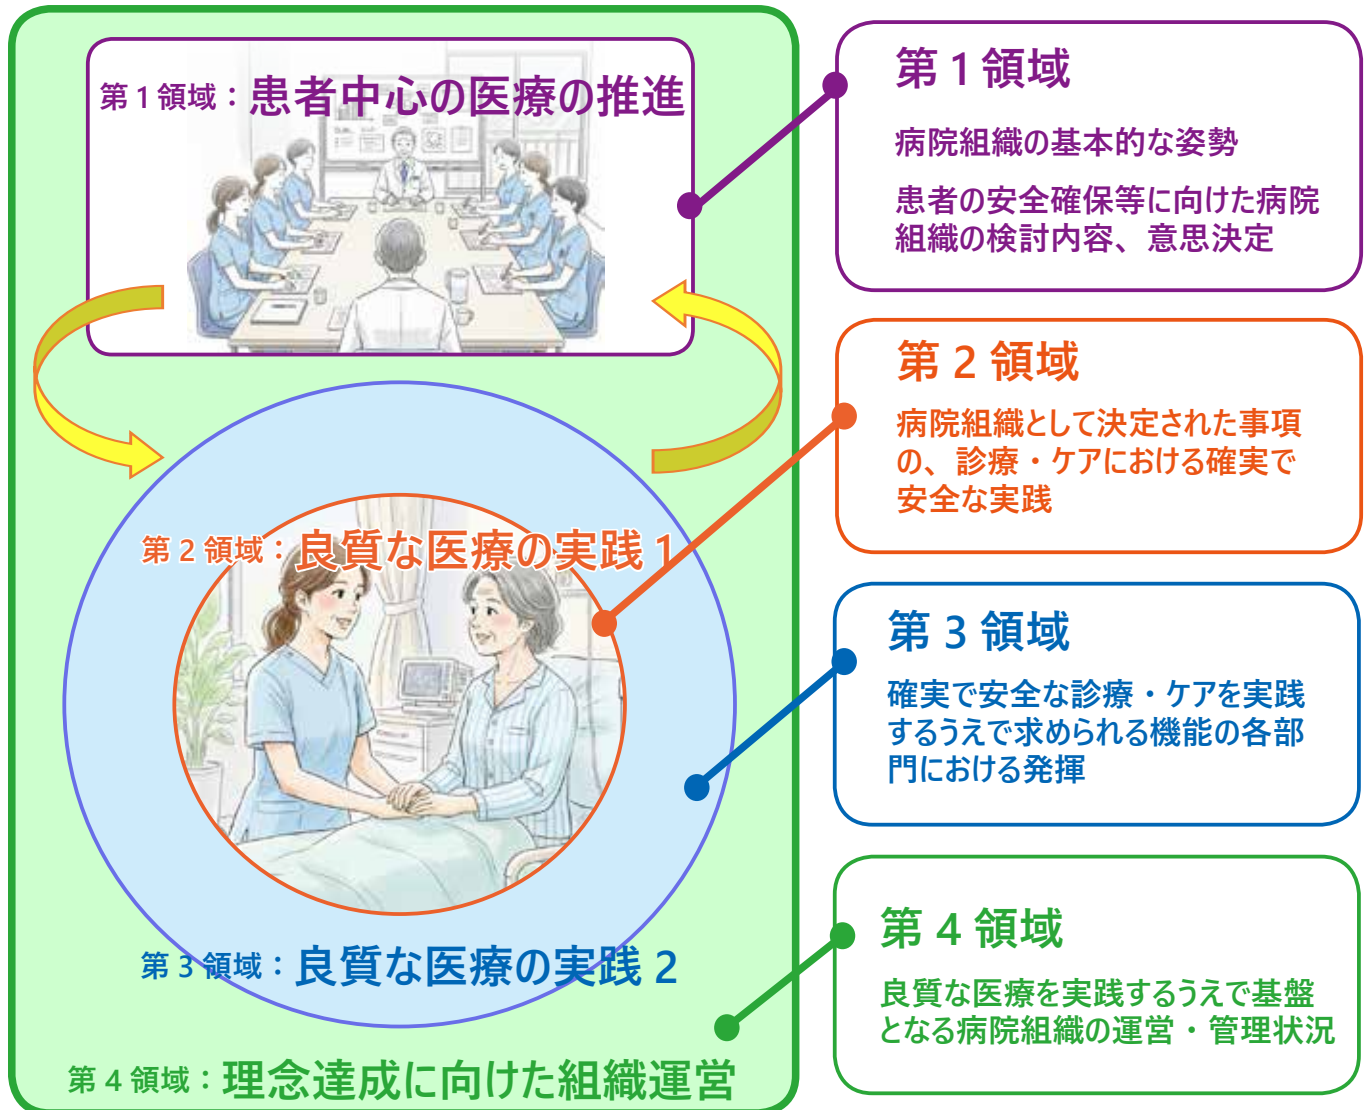 第1領域：患者中心の医療の推進
第2領域：良質な医療の実践1
第3領域：良質な医療の実践2
第4領域：理念達成に向けた組織運営
第1領域
病院組織の基本的な姿勢
患者の安全確保等に向けた病院
組織の検討内容、意思決定
第2領域
病院組織として決定された事項
の、診療・ケアにおける確実で
安全な実践
第3領域
確実で安全な診療・ケアを実践
するうえで求められる機能の各部
門における発揮
第4領域
良質な医療を実践するうえで基盤
となる病院組織の運営・管理状況